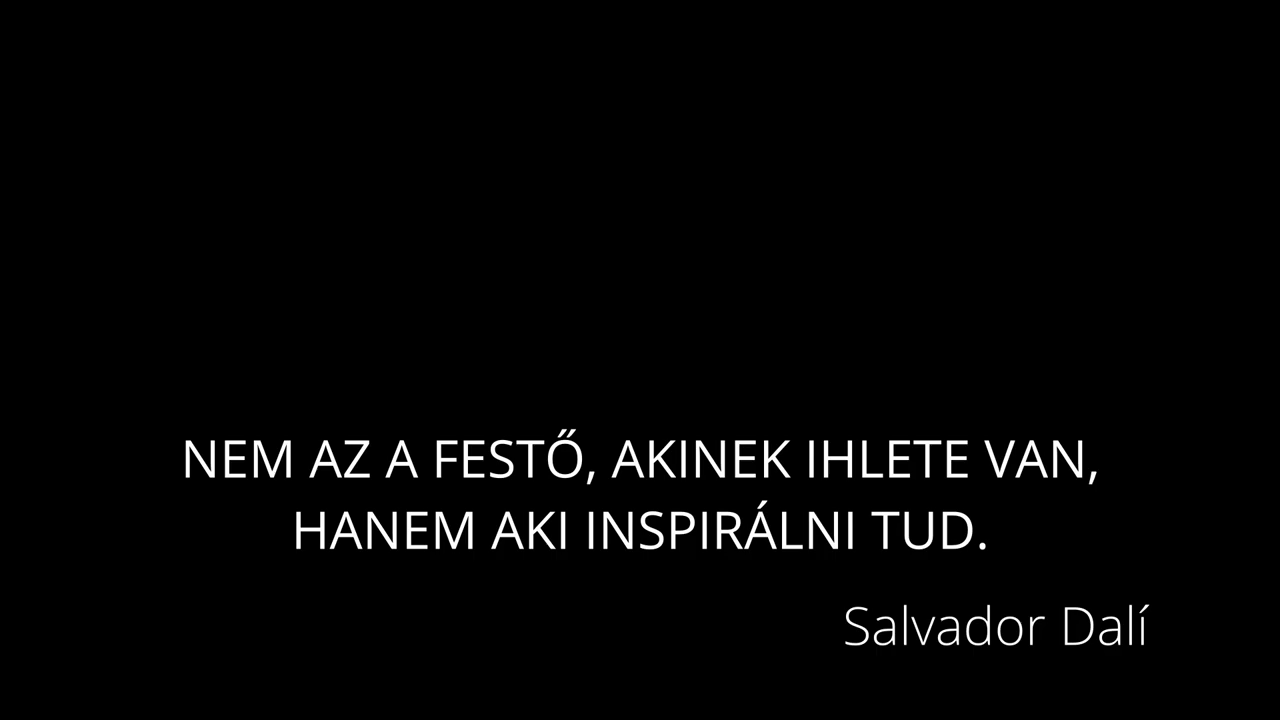 NEM AZ A FESTŐ, AKINEK IHLETE VAN,
HANEM AKI INSPIRÁLNI TUD.
Salvador Dalí